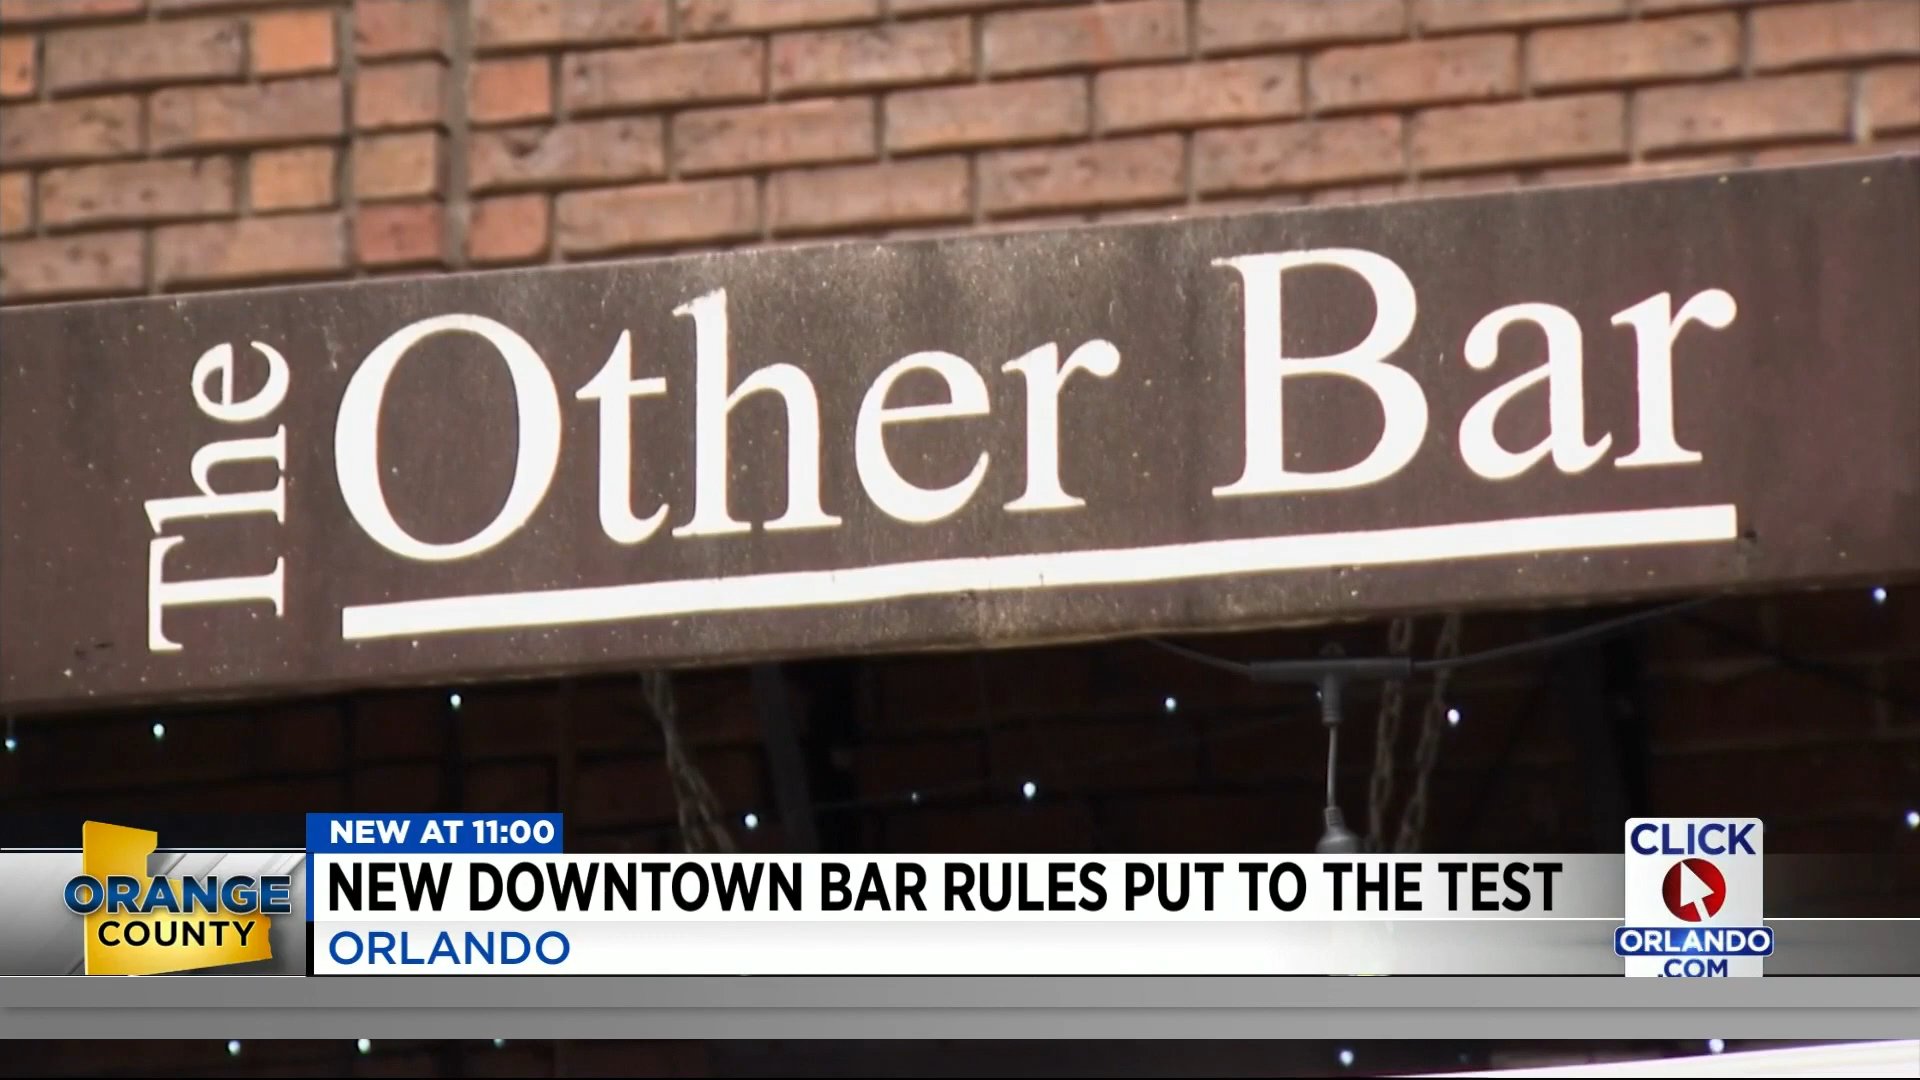 The Other Bar
NEW AT 11:00
NEW DOWNTOWN BAR RULES PUT TO THE TEST
ORLANDO
ORANGE
COUNTY
CLICK
ORLANDO
.COM